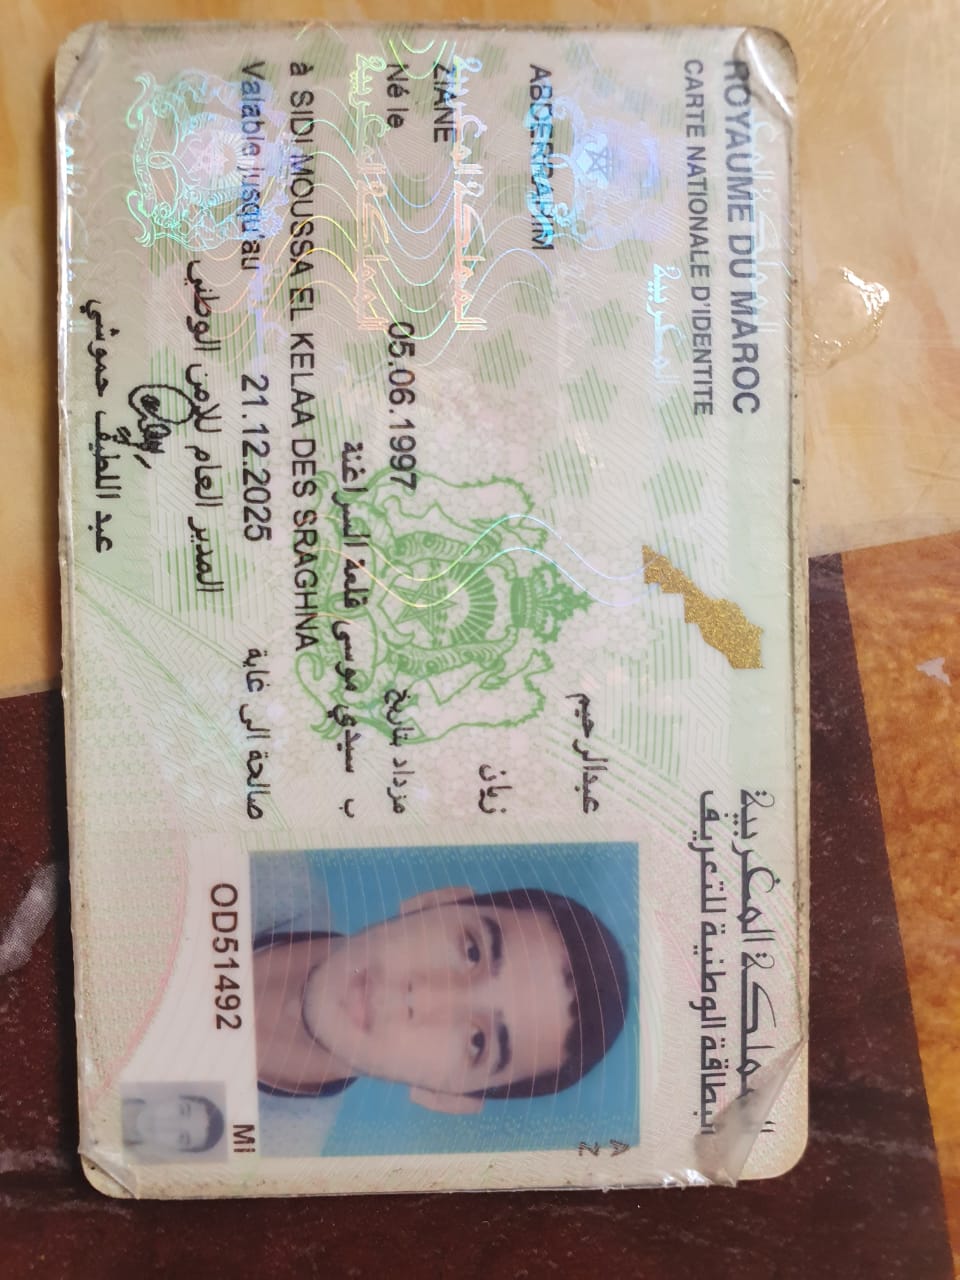 ROYAUME DU MAROC
المملكة المغربية
CARTE NATIONALE D'IDENTITE
البطاقة الوطنية للتعريف
عبدالرحيم
ABDERRAHIM
زيان
ZIANE
Né le 05.06.1997 مزداد بتاريخ
ب سيدي موسى قلعة السراغنة
à SIDI MOUSSA EL KELAA DES SRAGHNA
Valable jusqu'au 21.12.2025 صالحة الى غاية
المدير العام للامن الوطني
عبد اللطيف حموشي
OD51492
Mi
A
Z